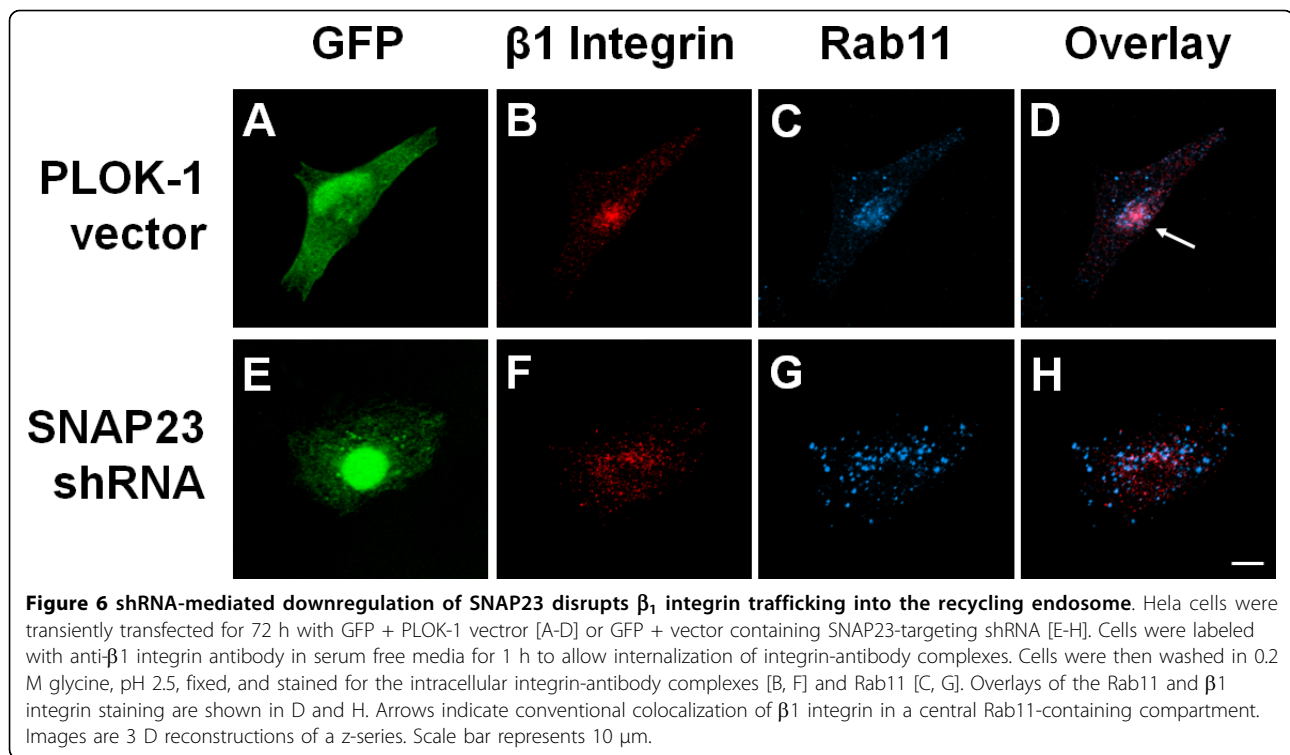 GFP β1 Integrin Rab11 Overlay
PLOK-1
vector
A B C D
SNAP23
shRNA
E F G H
Figure 6 shRNA-mediated downregulation of SNAP23 disrupts β₁ integrin trafficking into the recycling endosome. Hela cells were
transiently transfected for 72 h with GFP + PLOK-1 vectror [A-D] or GFP + vector containing SNAP23-targeting shRNA [E-H]. Cells were labeled
with anti-β1 integrin antibody in serum free media for 1 h to allow internalization of integrin-antibody complexes. Cells were then washed in 0.2
M glycine, pH 2.5, fixed, and stained for the intracellular integrin-antibody complexes [B, F] and Rab11 [C, G]. Overlays of the Rab11 and β1
integrin staining are shown in D and H. Arrows indicate conventional colocalization of β1 integrin in a central Rab11-containing compartment.
Images are 3 D reconstructions of a z-series. Scale bar represents 10 μm.